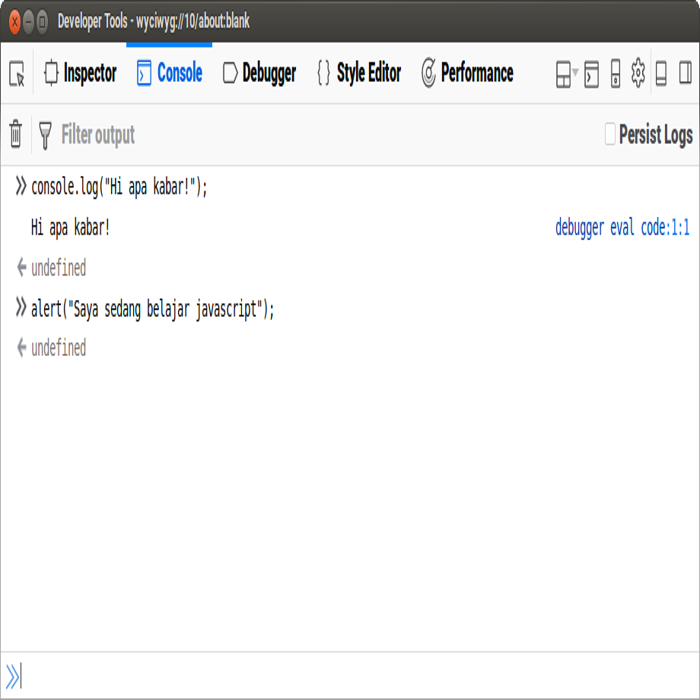 Developer Tools - wyciwyg://10/about:blank
Inspector Console Debugger Style Editor Performance
Filter output Persist Logs
console.log("Hi apa kabar!");
Hi apa kabar! debugger eval code:1:1
undefined
alert("Saya sedang belajar javascript");
undefined